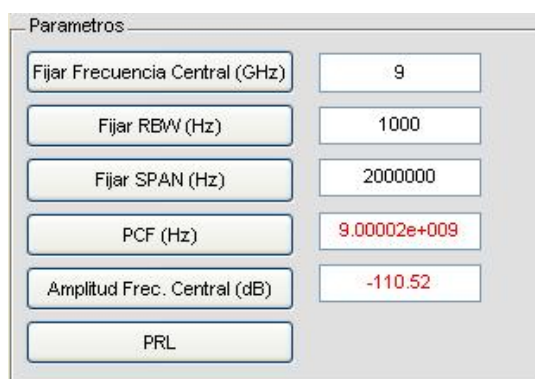 Parametros
Fijar Frecuencia Central (GHz) 9
Fijar RBW (Hz) 1000
Fijar SPAN (Hz) 2000000
PCF (Hz) 9.00002e+009
Amplitud Frec. Central (dB) -110.52
PRL